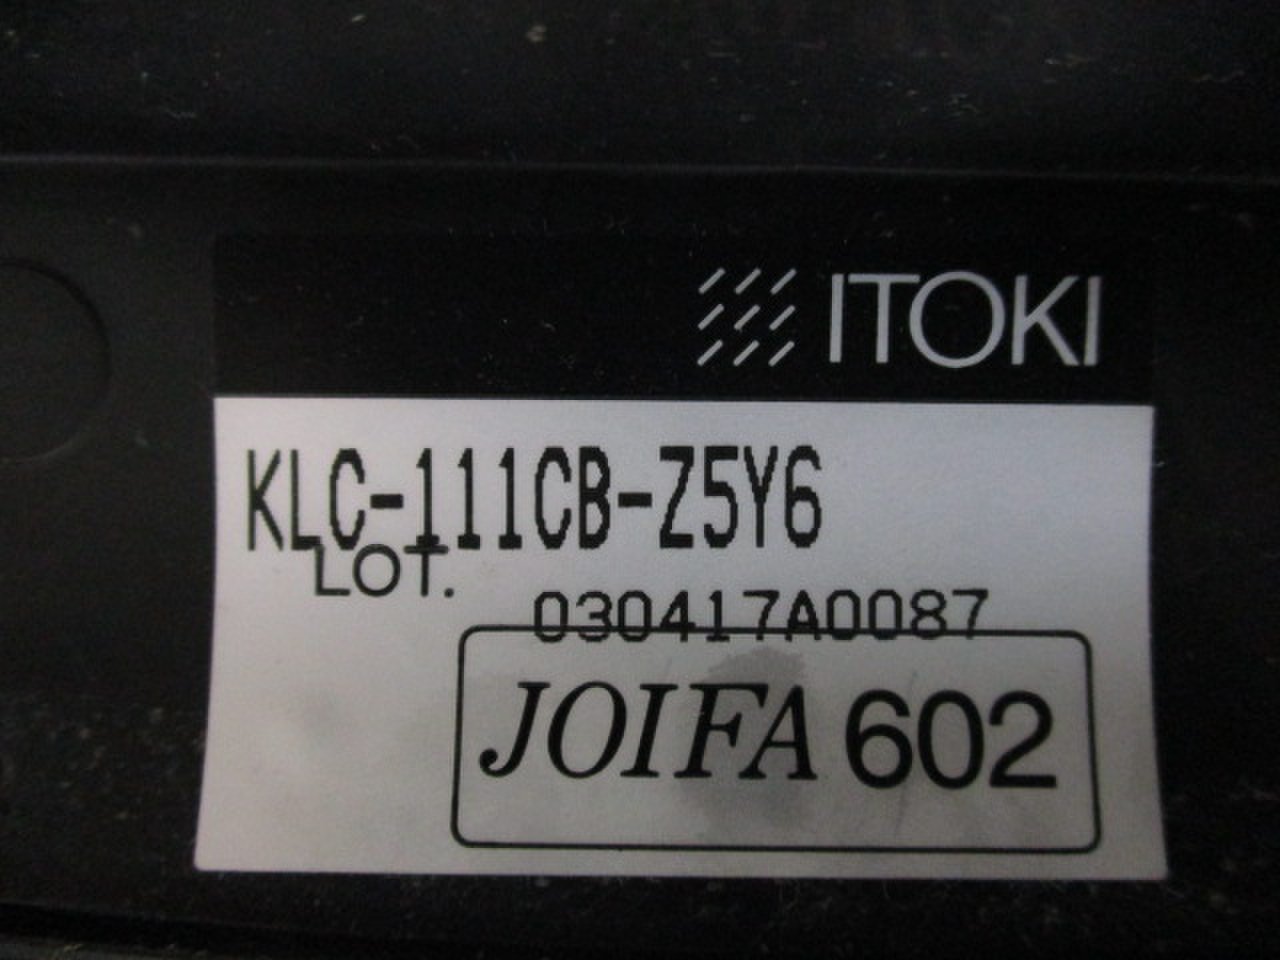 ITOKI
KLC-111CB-Z5Y6
LOT.
030417A0087
JOIFA 602